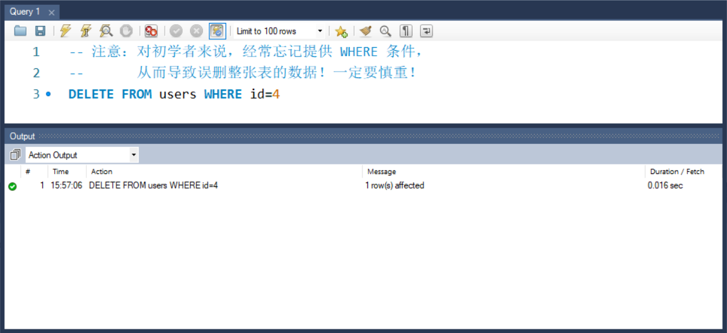 Query 1
Limit to 100 rows
1 -- 注意：对初学者来说，经常忘记提供 WHERE 条件，
2 -- 从而导致误删整张表的数据！一定要慎重！
3 DELETE FROM users WHERE id=4
Output
Action Output
# Time Action Message Duration / Fetch
1 15:57:06 DELETE FROM users WHERE id=4 1 row(s) affected 0.016 sec